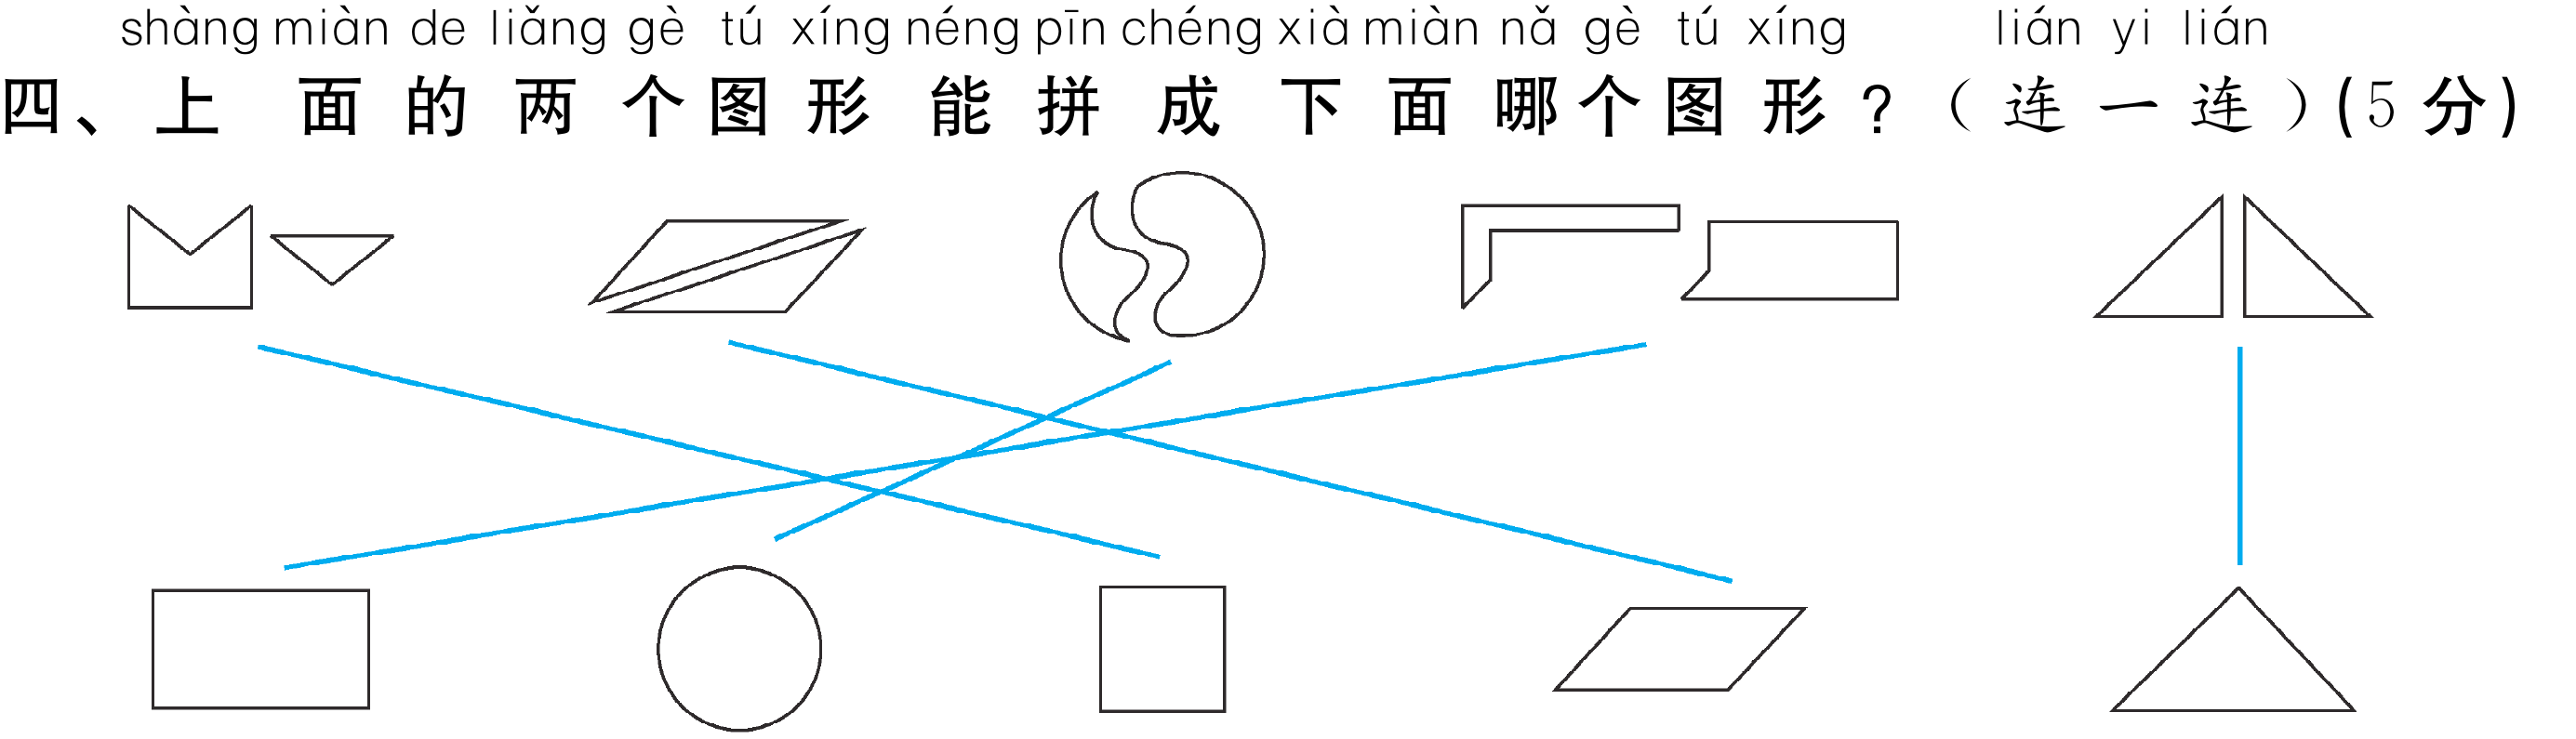 shàng miàn de liǎng gè tú xíng néng pīn chéng xià miàn nǎ gè tú xíng lián yi lián
四、上面的两个图形能拼成下面哪个图形？（连一连）(5分)